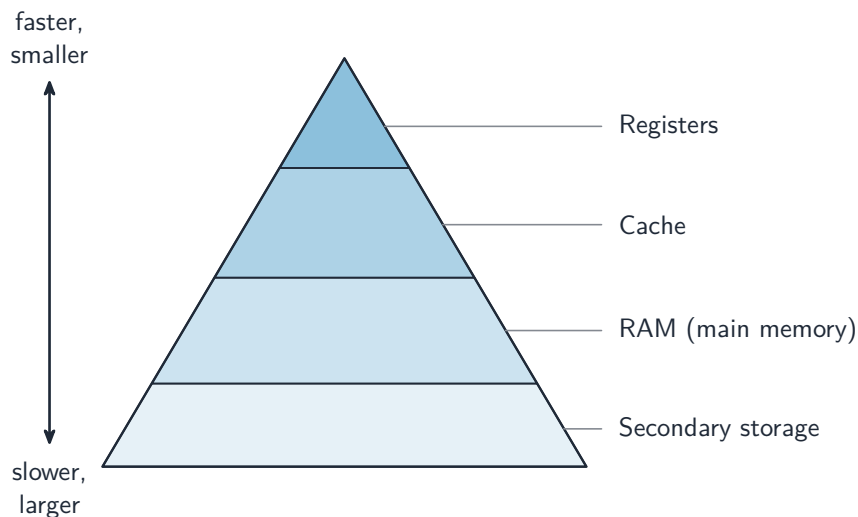 faster,
smaller
Registers
Cache
RAM (main memory)
Secondary storage
slower,
larger